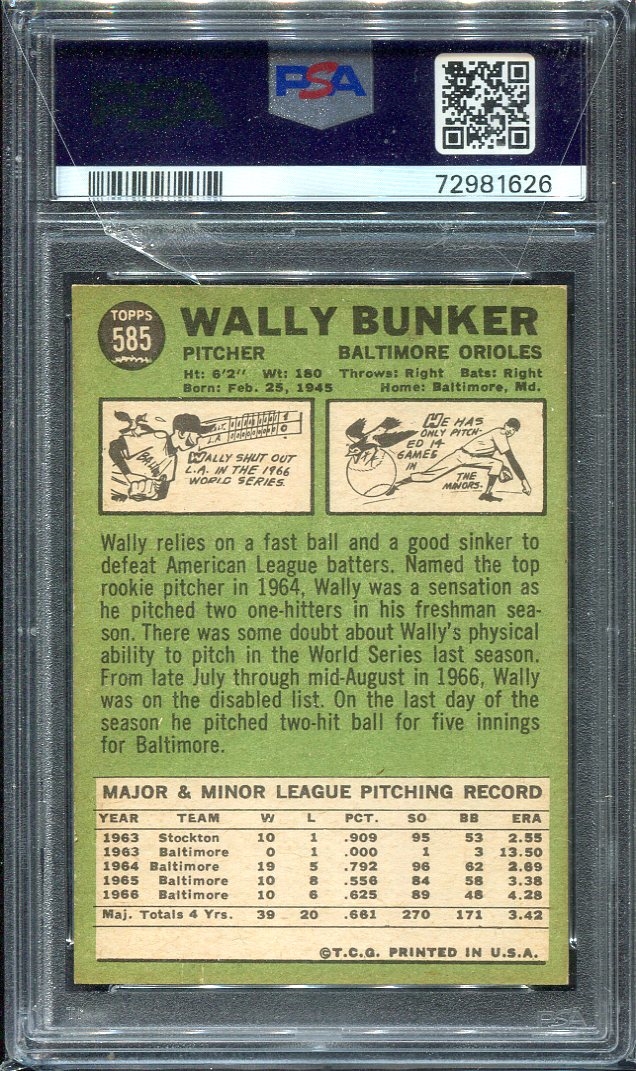 PSA
PSA
72981626
TOPPS
585
WALLY BUNKER
PITCHER BALTIMORE ORIOLES
Ht: 6'2" Wt: 180 Throws: Right Bats: Right
Born: Feb. 25, 1945 Home: Baltimore, Md.
L.A.
WALLY SHUT OUT
L.A. IN THE 1966
WORLD SERIES.
HE HAS
ONLY PITCH-
ED 14
GAMES
IN
THE
MINORS.
Wally relies on a fast ball and a good sinker to
defeat American League batters. Named the top
rookie pitcher in 1964, Wally was a sensation as
he pitched two one-hitters in his freshman sea-
son. There was some doubt about Wally's physical
ability to pitch in the World Series last season.
From late July through mid-August in 1966, Wally
was on the disabled list. On the last day of the
season he pitched two-hit ball for five innings
for Baltimore.
MAJOR & MINOR LEAGUE PITCHING RECORD
YEAR TEAM W L PCT. SO BB ERA
1963 Stockton 10 1 .909 95 53 2.55
1963 Baltimore 0 1 .000 1 3 13.50
1964 Baltimore 19 5 .792 96 62 2.69
1965 Baltimore 10 8 .556 84 58 3.38
1966 Baltimore 10 6 .625 89 48 4.28
Maj. Totals 4 Yrs. 39 20 .661 270 171 3.42
©T.C.G. PRINTED IN U.S.A.
PSA